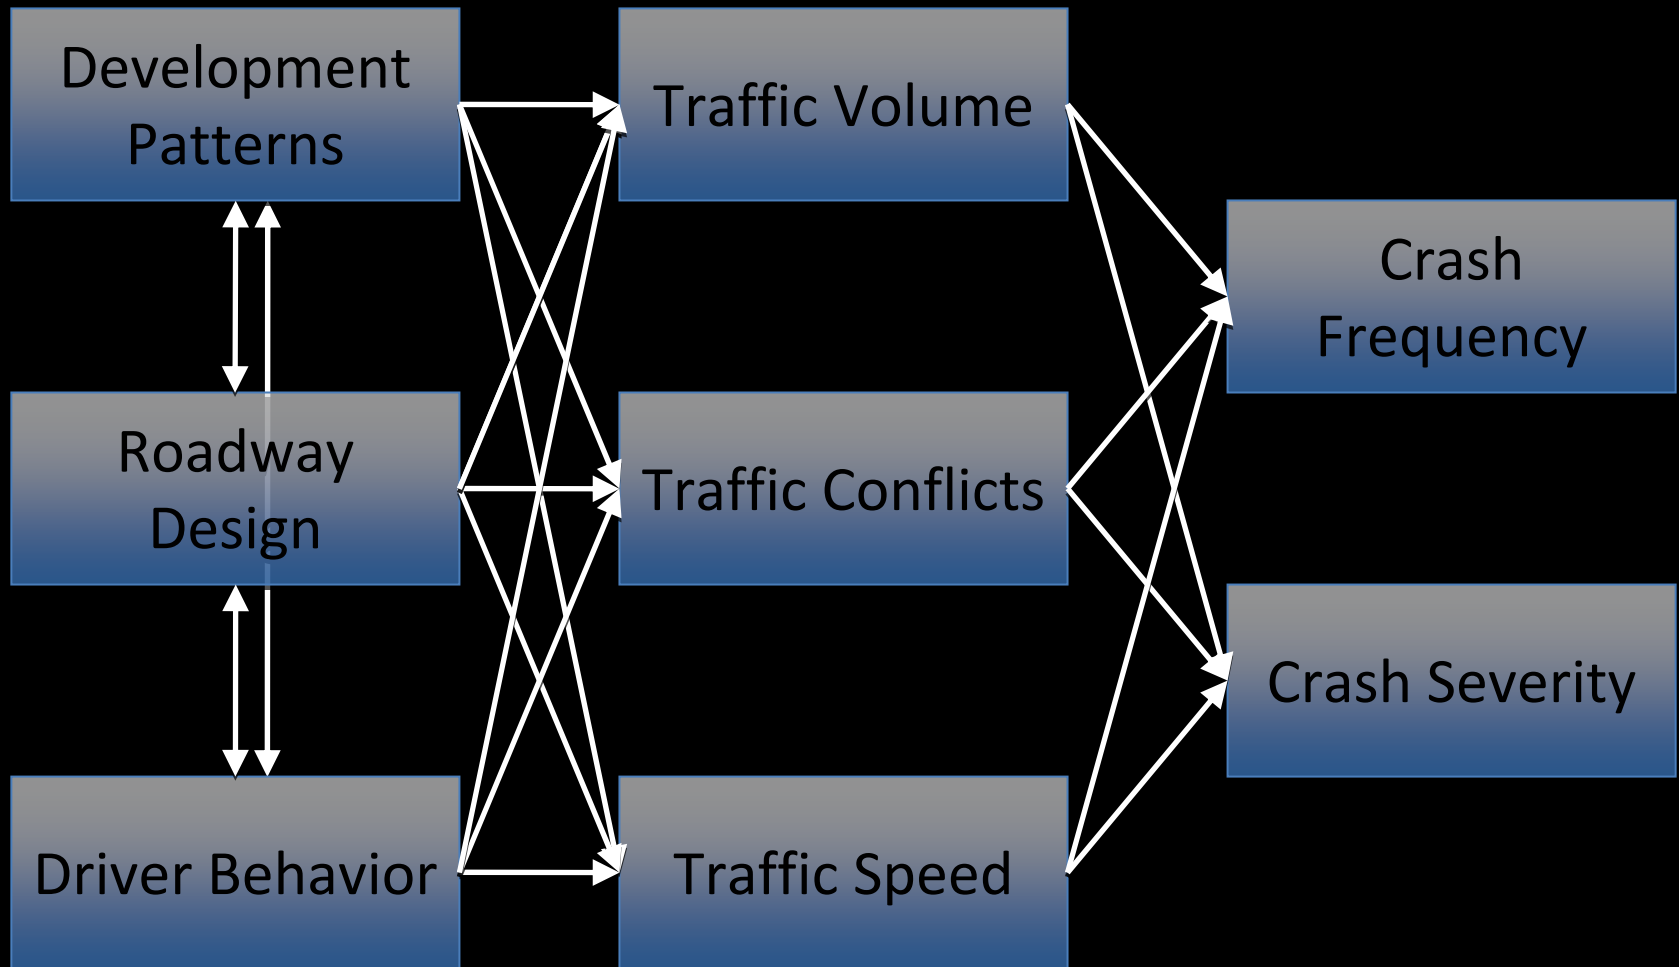 Development
Patterns
Traffic Volume
Crash
Frequency
Roadway
Design
Traffic Conflicts
Crash Severity
Driver Behavior
Traffic Speed